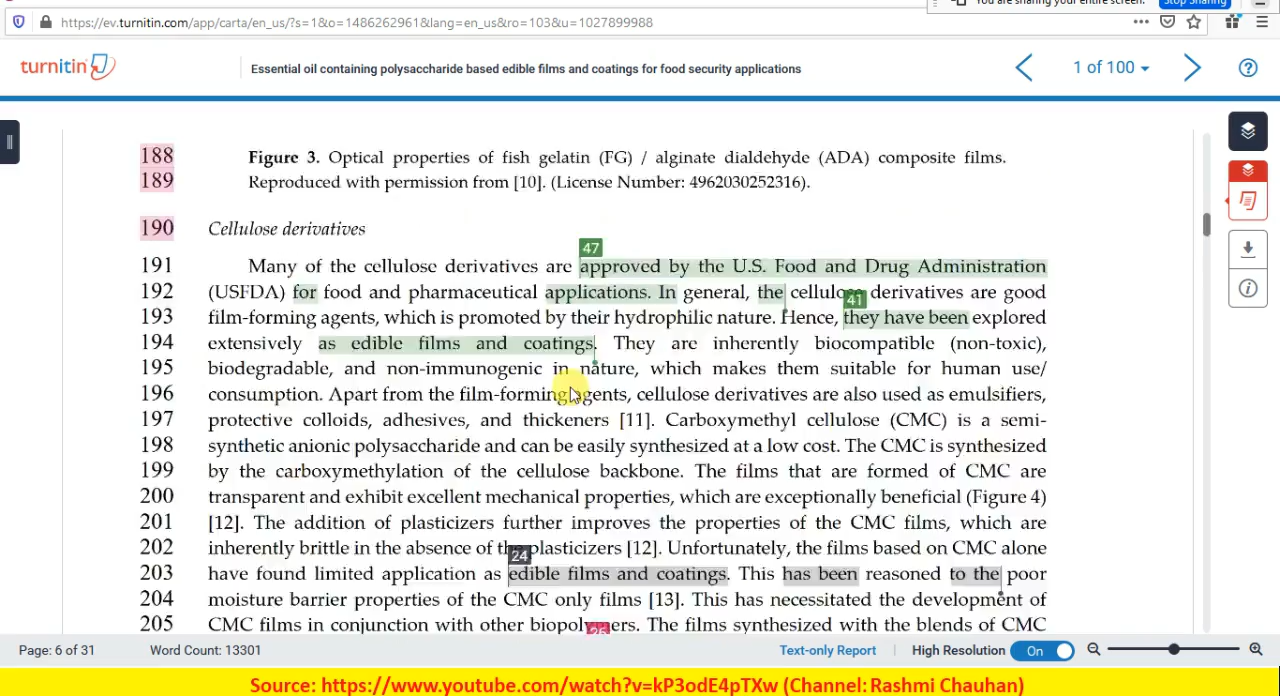 You are sharing your entire screen. Stop Sharing
https://ev.turnitin.com/app/carta/en_us/?s=1&o=1486262961&lang=en_us&ro=103&u=1027899988
turnitin Essential oil containing polysaccharide based edible films and coatings for food security applications 1 of 100
188 Figure 3. Optical properties of fish gelatin (FG) / alginate dialdehyde (ADA) composite films.
189 Reproduced with permission from [10]. (License Number: 4962030252316).
190 Cellulose derivatives
47
191 Many of the cellulose derivatives are approved by the U.S. Food and Drug Administration
192 (USFDA) for food and pharmaceutical applications. In general, the cellulose derivatives are good
41
193 film-forming agents, which is promoted by their hydrophilic nature. Hence, they have been explored
194 extensively as edible films and coatings. They are inherently biocompatible (non-toxic),
195 biodegradable, and non-immunogenic in nature, which makes them suitable for human use/
196 consumption. Apart from the film-forming agents, cellulose derivatives are also used as emulsifiers,
197 protective colloids, adhesives, and thickeners [11]. Carboxymethyl cellulose (CMC) is a semi-
198 synthetic anionic polysaccharide and can be easily synthesized at a low cost. The CMC is synthesized
199 by the carboxymethylation of the cellulose backbone. The films that are formed of CMC are
200 transparent and exhibit excellent mechanical properties, which are exceptionally beneficial (Figure 4)
201 [12]. The addition of plasticizers further improves the properties of the CMC films, which are
202 inherently brittle in the absence of the plasticizers [12]. Unfortunately, the films based on CMC alone
24
203 have found limited application as edible films and coatings. This has been reasoned to the poor
204 moisture barrier properties of the CMC only films [13]. This has necessitated the development of
205 CMC films in conjunction with other biopolymers. The films synthesized with the blends of CMC
26
Page: 6 of 31 Word Count: 13301 Text-only Report High Resolution On
Source: https://www.youtube.com/watch?v=kP3odE4pTXw (Channel: Rashmi Chauhan)